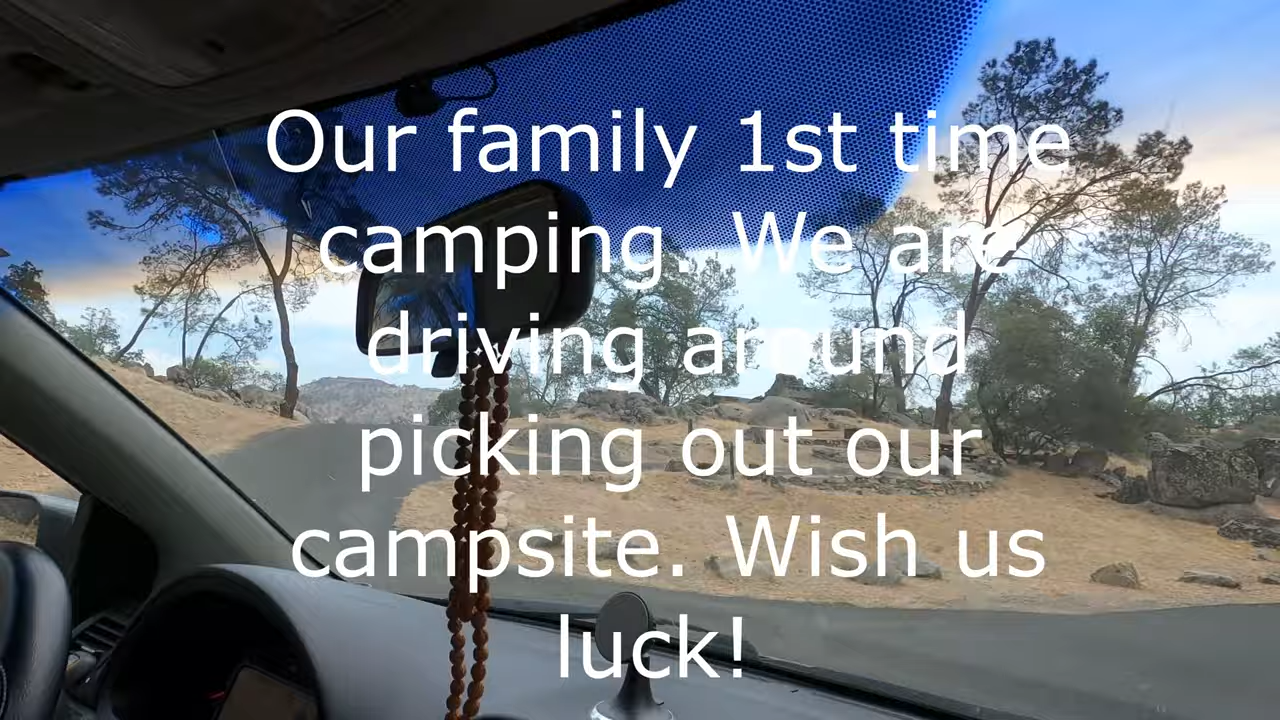 Our family 1st time
camping. We are
driving around
picking out our
campsite. Wish us
luck!